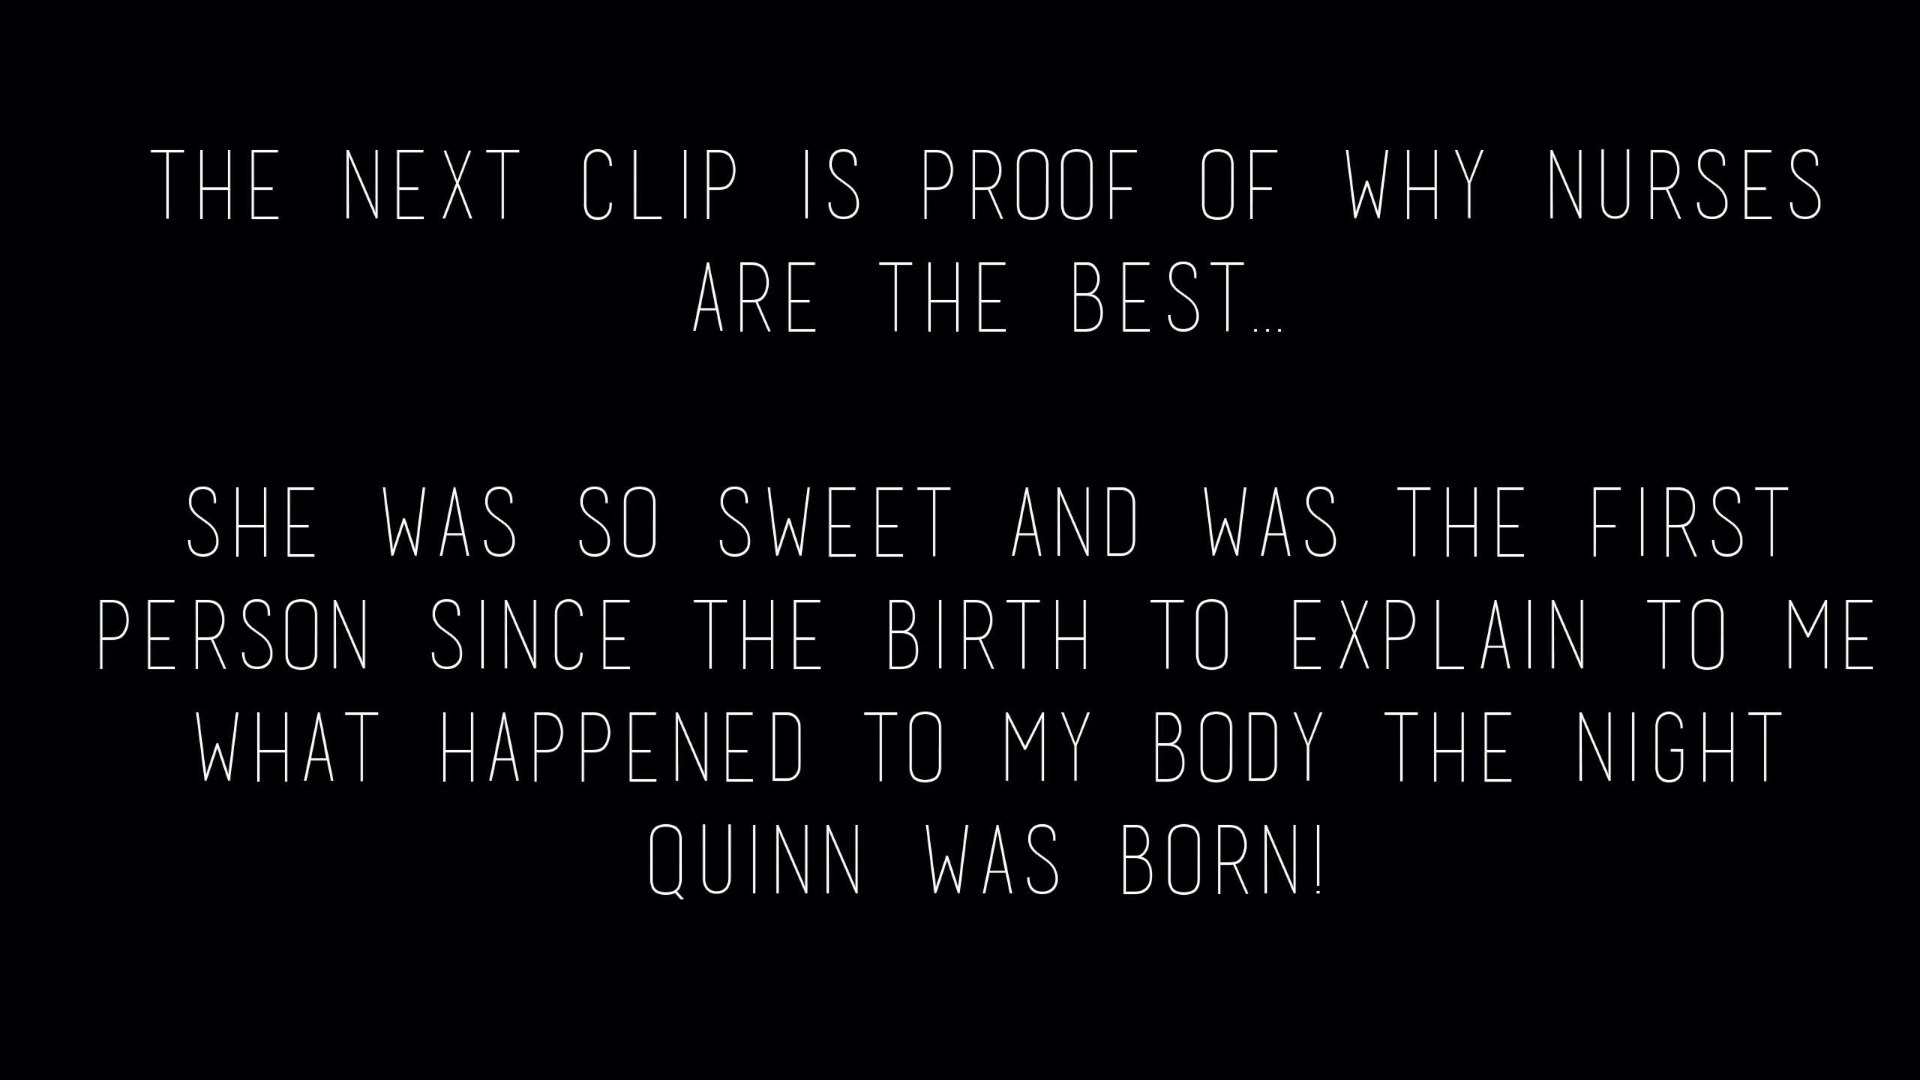 THE NEXT CLIP IS PROOF OF WHY NURSES
ARE THE BEST...
SHE WAS SO SWEET AND WAS THE FIRST
PERSON SINCE THE BIRTH TO EXPLAIN TO ME
WHAT HAPPENED TO MY BODY THE NIGHT
QUINN WAS BORN!